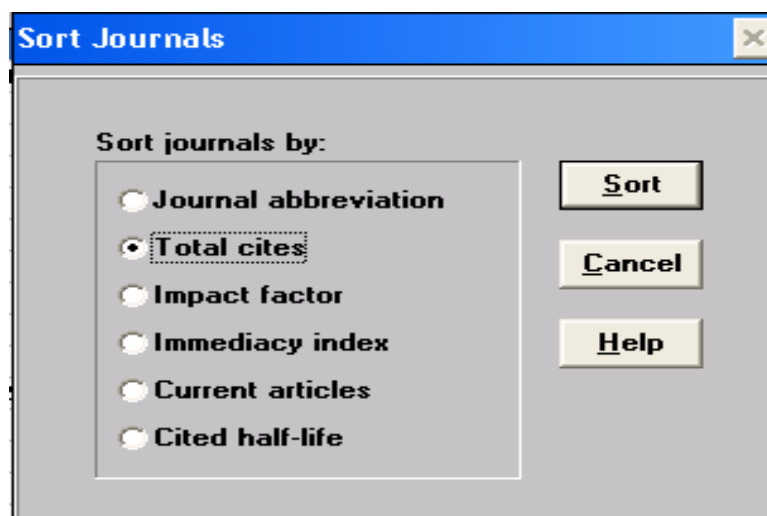 Sort Journals
Sort journals by:
Journal abbreviation
Total cites
Impact factor
Immediacy index
Current articles
Cited half-life
Sort
Cancel
Help